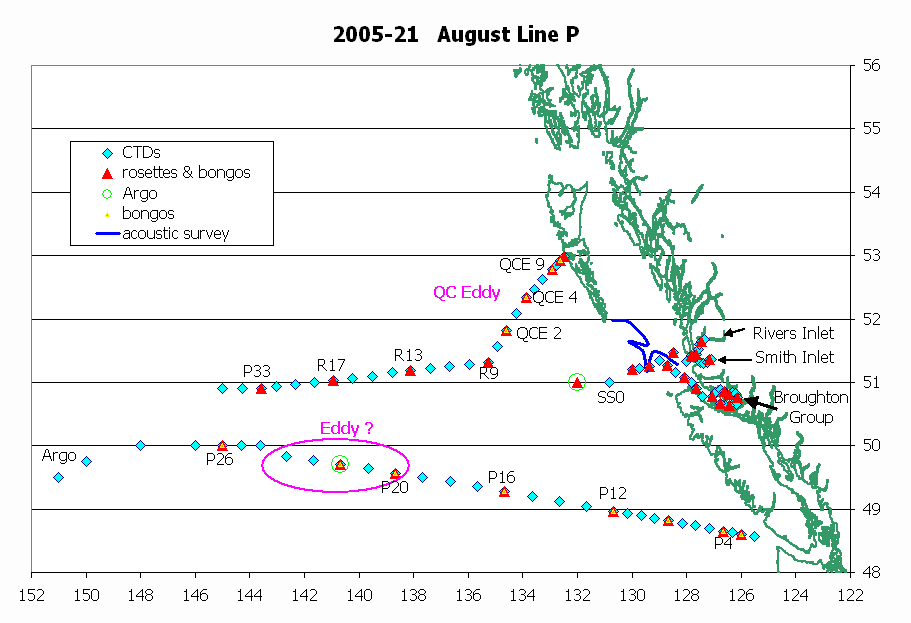 2005-21 August Line P
56
55
54
53
52
51
50
49
48
CTDs
rosettes & bongos
Argo
bongos
acoustic survey
QCE 9
QC Eddy
QCE 4
QCE 2
Rivers Inlet
Smith Inlet
R13
R17
P33
R9
SS0
Broughton
Group
Eddy ?
Argo
P26
P20
P16
P12
P4
152
150
148
146
144
142
140
138
136
134
132
130
128
126
124
122